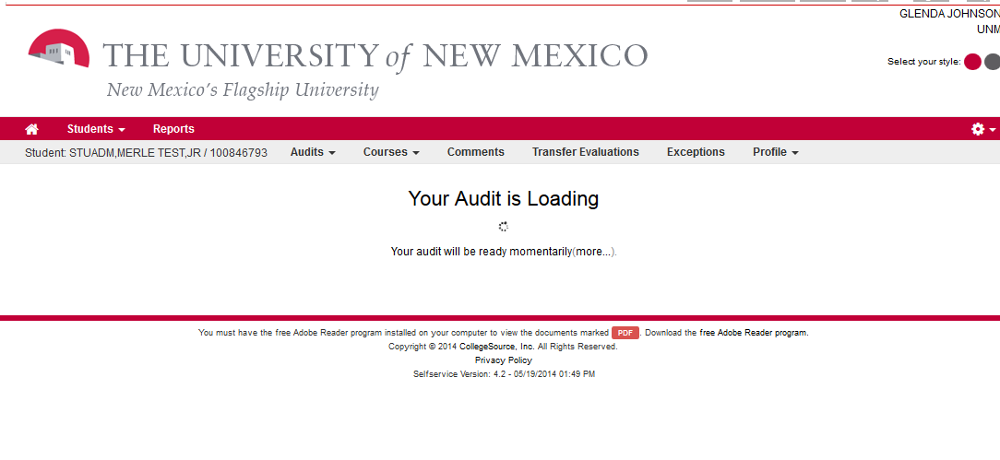 GLENDA JOHNSON
UNM
THE UNIVERSITY of NEW MEXICO
New Mexico's Flagship University
Select your style:
Students Reports
Student: STUADM,MERLE TEST,JR / 100846793 Audits Courses Comments Transfer Evaluations Exceptions Profile
Your Audit is Loading
Your audit will be ready momentarily(more...).
You must have the free Adobe Reader program installed on your computer to view the documents marked PDF. Download the free Adobe Reader program.
Copyright © 2014 CollegeSource, Inc. All Rights Reserved.
Privacy Policy
Selfservice Version: 4.2 - 05/19/2014 01:49 PM